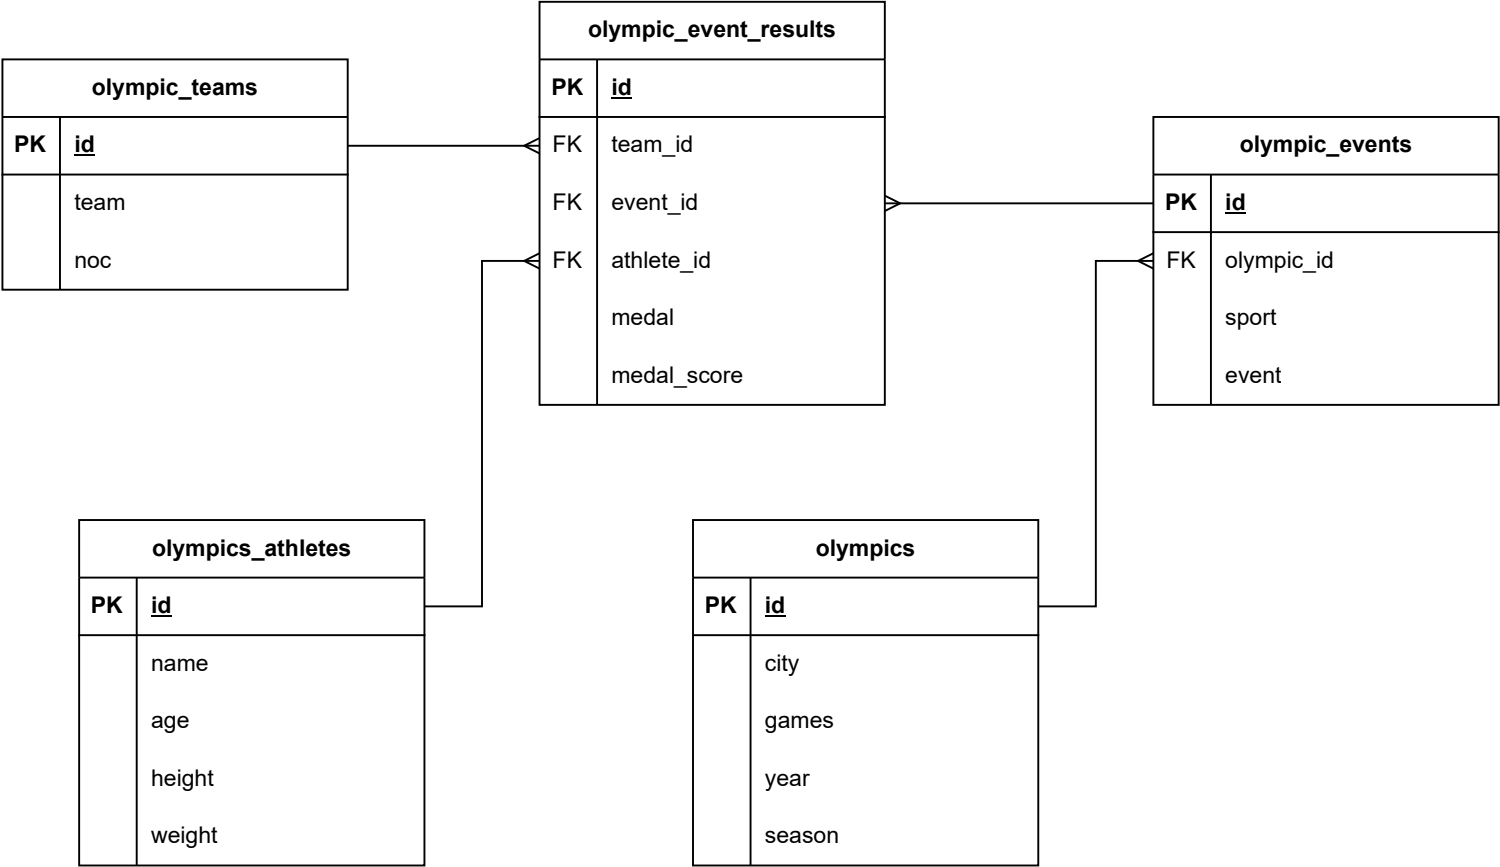 olympic_event_results
PK id
FK team_id
FK event_id
FK athlete_id
medal
medal_score
olympic_teams
PK id
team
noc
olympic_events
PK id
FK olympic_id
sport
event
olympics_athletes
PK id
name
age
height
weight
olympics
PK id
city
games
year
season